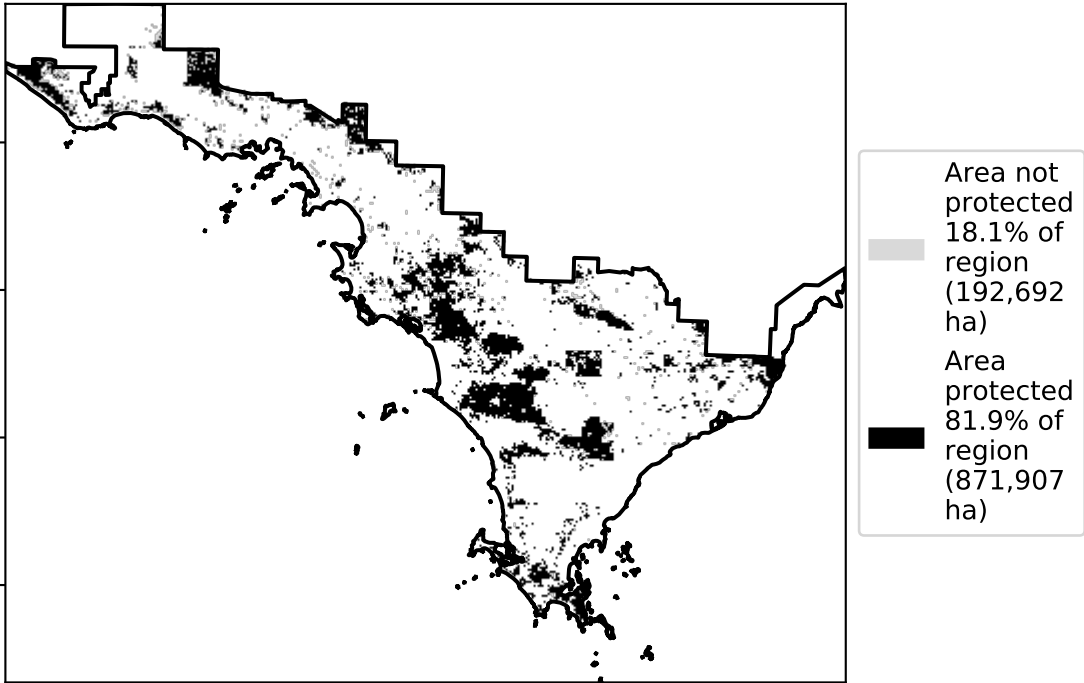 Area not
protected
18.1% of
region
(192,692
ha)
Area
protected
81.9% of
region
(871,907
ha)